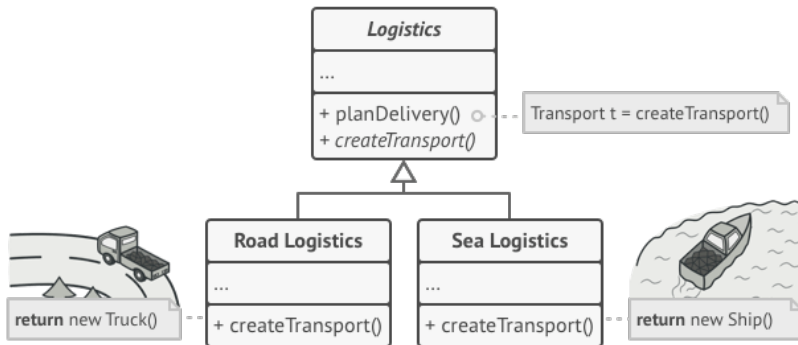 Logistics
...
+ planDelivery()
Transport t = createTransport()
+ createTransport()
Road Logistics
...
+ createTransport()
return new Truck()
Sea Logistics
...
+ createTransport()
return new Ship()